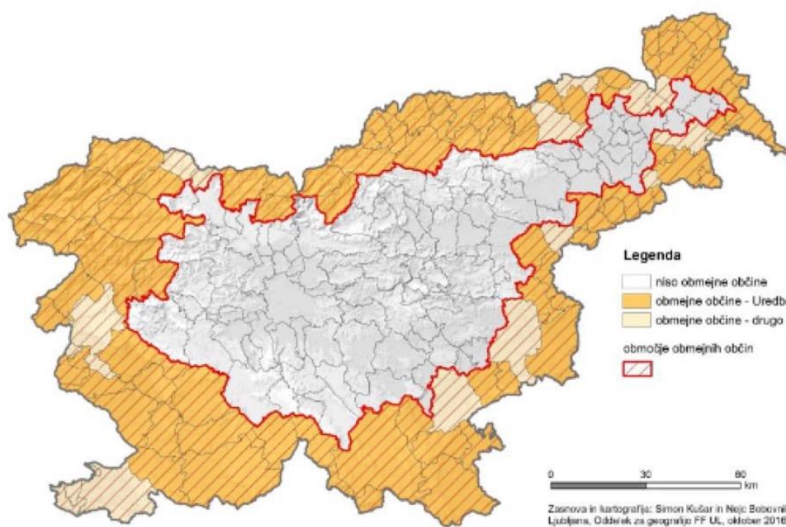 Legenda
niso obmejne občine
obmejne občine - Uredb
obmejne občine - drugo
območje obmejnih občin
0 30 60
km
Zasnova in kartografija: Simon Kušar in Nejc Bobovnik
Ljubljana, Oddelek za geografijo FF UL, oktober 2016